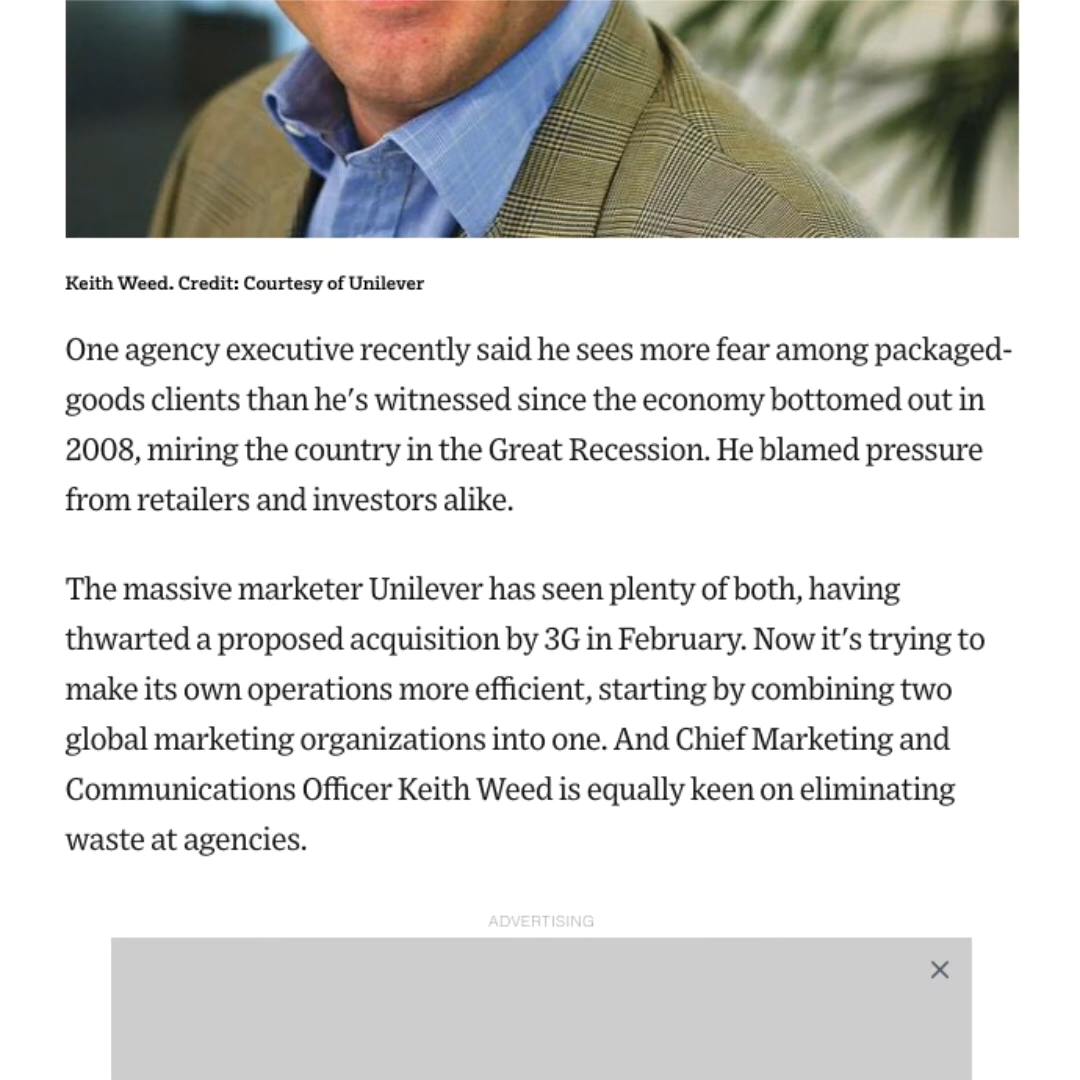 Keith Weed. Credit: Courtesy of Unilever
One agency executive recently said he sees more fear among packaged-
goods clients than he's witnessed since the economy bottomed out in
2008, miring the country in the Great Recession. He blamed pressure
from retailers and investors alike.
The massive marketer Unilever has seen plenty of both, having
thwarted a proposed acquisition by 3G in February. Now it's trying to
make its own operations more efficient, starting by combining two
global marketing organizations into one. And Chief Marketing and
Communications Officer Keith Weed is equally keen on eliminating
waste at agencies.
ADVERTISING